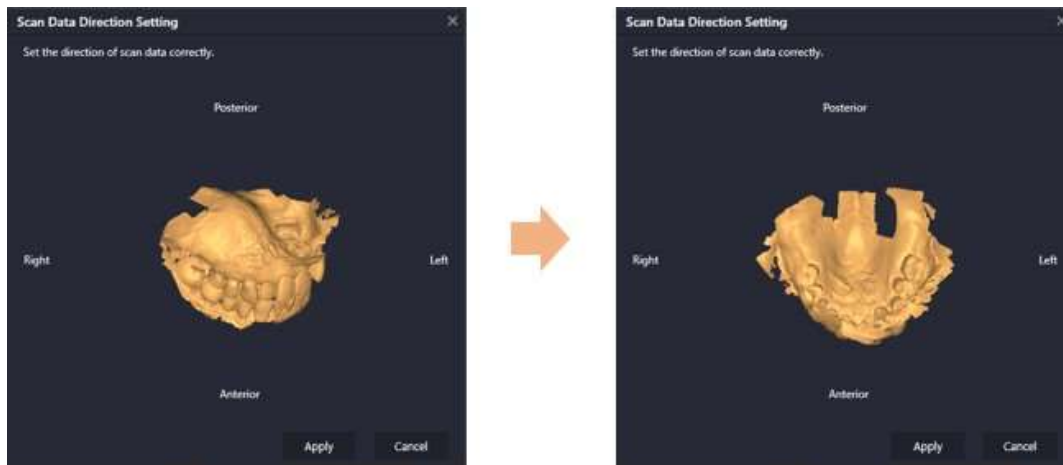 Scan Data Direction Setting
Set the direction of scan data correctly.
Posterior
Right
Left
Anterior
Apply
Cancel
Scan Data Direction Setting
Set the direction of scan data correctly.
Posterior
Right
Left
Anterior
Apply
Cancel